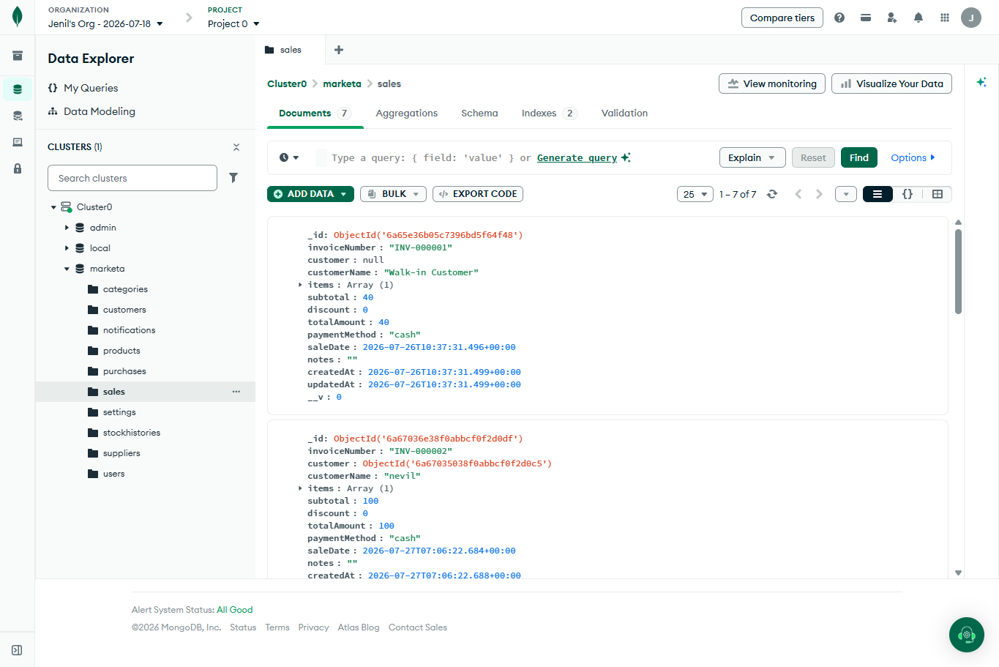 ORGANIZATION
Jenil's Org - 2026-07-18
PROJECT
Project 0
Compare tiers
J
Data Explorer
My Queries
Data Modeling
CLUSTERS (1)
Search clusters
Cluster0
admin
local
marketa
categories
customers
notifications
products
purchases
sales
settings
stockhistories
suppliers
users
sales
Cluster0 > marketa > sales
View monitoring
Visualize Your Data
Documents 7
Aggregations
Schema
Indexes 2
Validation
Type a query: { field: 'value' } or Generate query
Explain
Reset
Find
Options
ADD DATA
BULK
EXPORT CODE
25
1 – 7 of 7
_id: ObjectId('6a65e36b05c7396bd5f64f48')
invoiceNumber : "INV-000001"
customer : null
customerName : "Walk-in Customer"
items : Array (1)
subtotal : 40
discount : 0
totalAmount : 40
paymentMethod : "cash"
saleDate : 2026-07-26T10:37:31.496+00:00
notes : ""
createdAt : 2026-07-26T10:37:31.499+00:00
updatedAt : 2026-07-26T10:37:31.499+00:00
__v : 0
_id: ObjectId('6a67036e38f0abbcf0f2d0df')
invoiceNumber : "INV-000002"
customer : ObjectId('6a67035038f0abbcf0f2d0c5')
customerName : "nevil"
items : Array (1)
subtotal : 100
discount : 0
totalAmount : 100
paymentMethod : "cash"
saleDate : 2026-07-27T07:06:22.684+00:00
notes : ""
createdAt : 2026-07-27T07:06:22.688+00:00
Alert System Status: All Good
©2026 MongoDB, Inc. Status Terms Privacy Atlas Blog Contact Sales